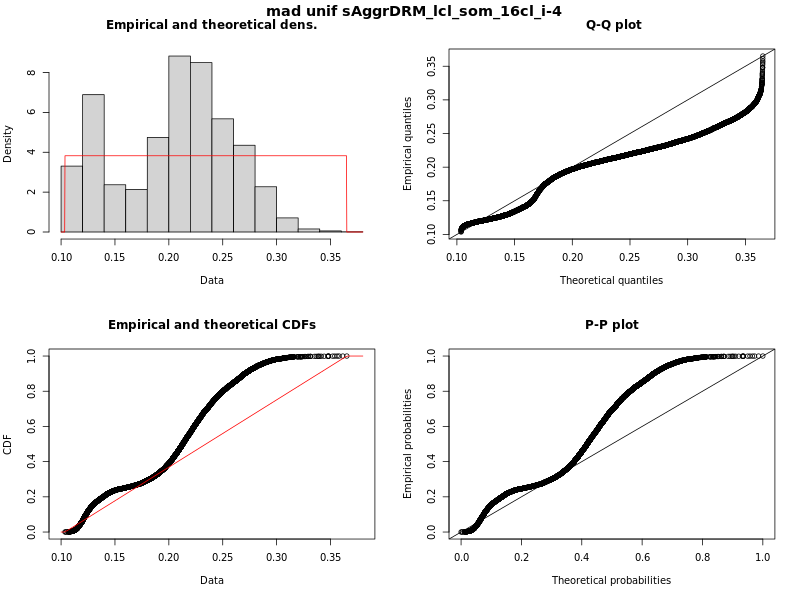 mad unif sAggrDRM_lcl_som_16cl_i-4
Empirical and theoretical dens.
Density
0 2 4 6 8
0.10 0.15 0.20 0.25 0.30 0.35
Data
Q-Q plot
Empirical quantiles
0.10 0.15 0.20 0.25 0.30 0.35
0.10 0.15 0.20 0.25 0.30 0.35
Theoretical quantiles
Empirical and theoretical CDFs
CDF
0.0 0.2 0.4 0.6 0.8 1.0
0.10 0.15 0.20 0.25 0.30 0.35
Data
P-P plot
Empirical probabilities
0.0 0.2 0.4 0.6 0.8 1.0
0.0 0.2 0.4 0.6 0.8 1.0
Theoretical probabilities